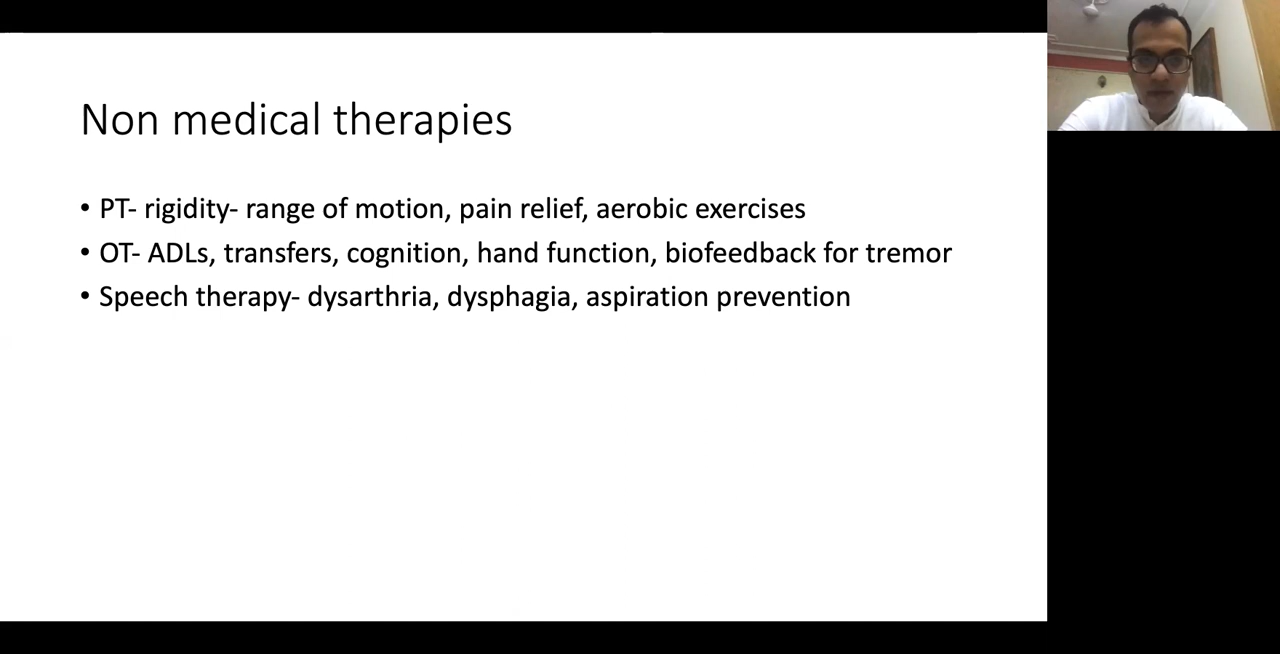 Non medical therapies
• PT- rigidity- range of motion, pain relief, aerobic exercises
• OT- ADLs, transfers, cognition, hand function, biofeedback for tremor
• Speech therapy- dysarthria, dysphagia, aspiration prevention